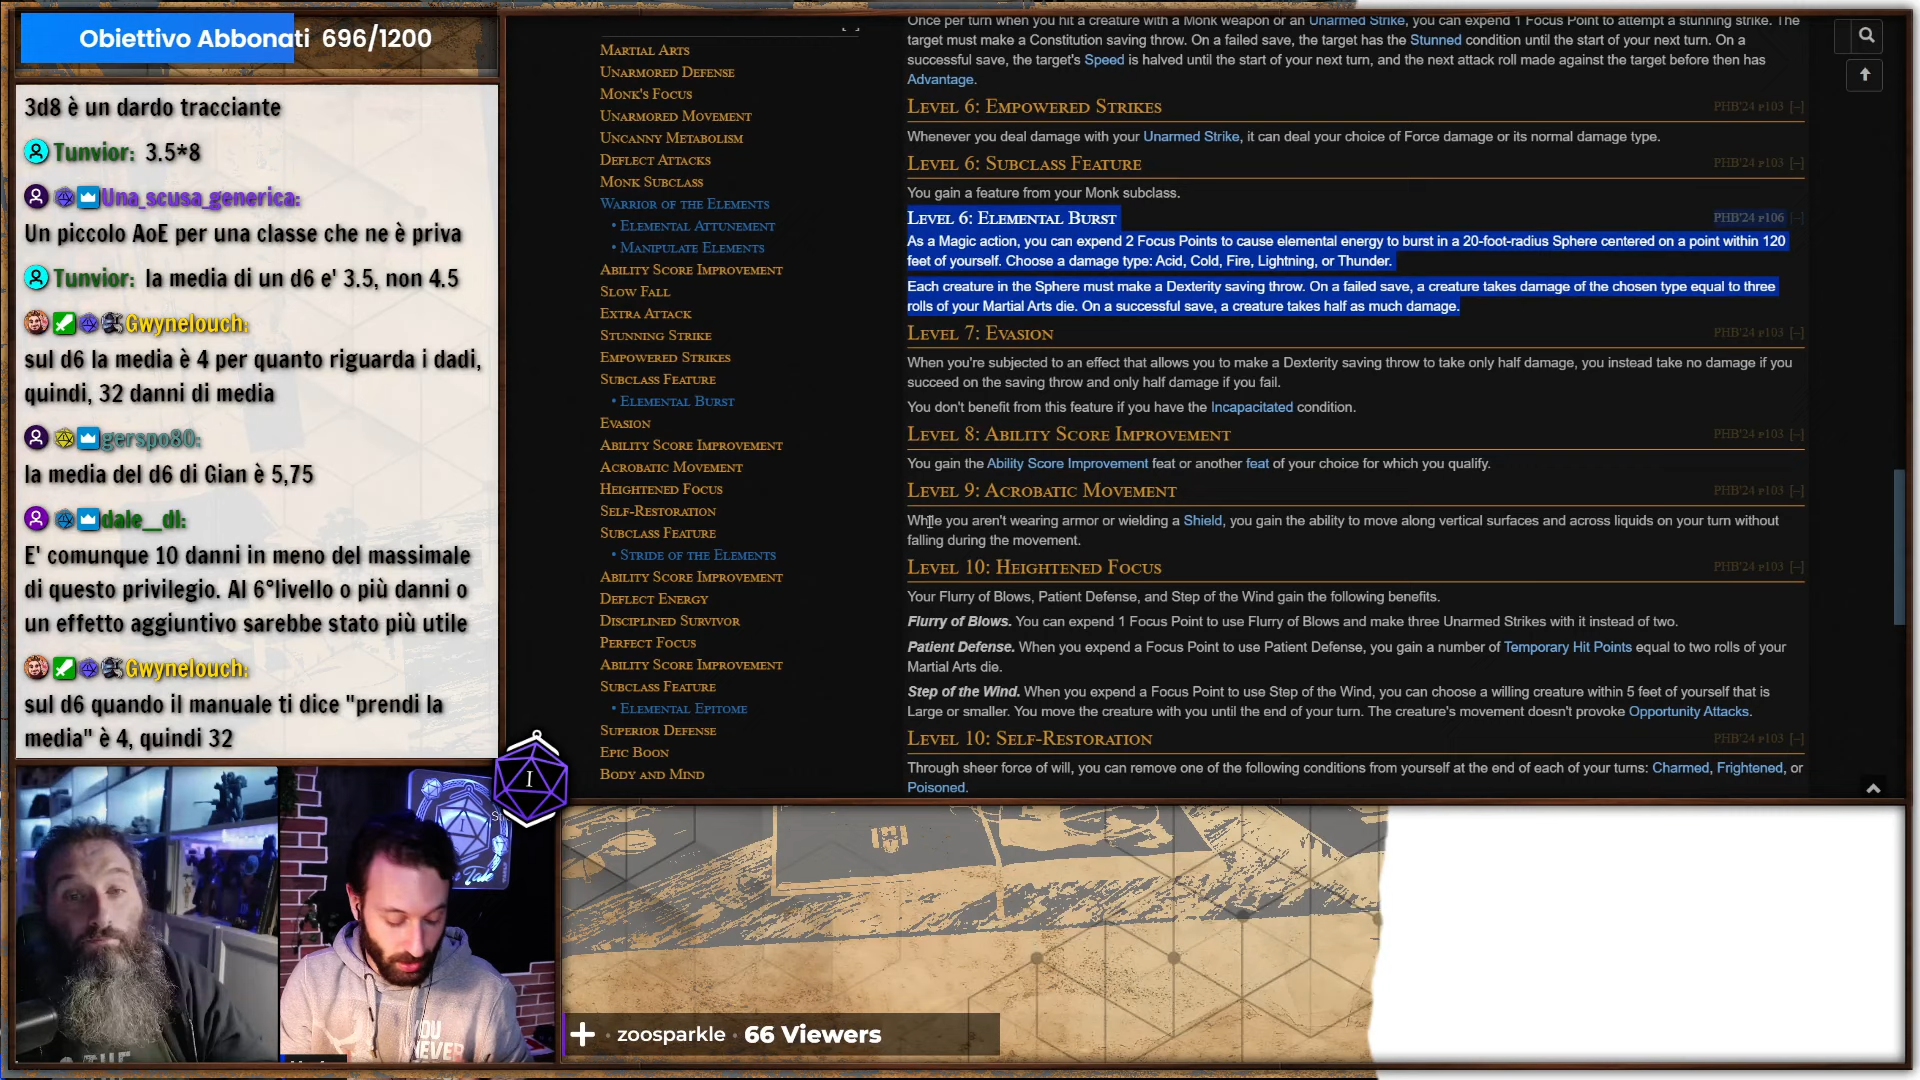 Obiettivo Abbonati 696/1200
3d8 è un dardo tracciante
Tunvior: 3.5*8
Una_scusa_generica:
Un piccolo AoE per una classe che ne è priva
Tunvior: la media di un d6 e' 3.5, non 4.5
Gwynelouch:
sul d6 la media è 4 per quanto riguarda i dadi,
quindi, 32 danni di media
gerspo80:
la media del d6 di Gian è 5,75
dale__dl:
E' comunque 10 danni in meno del massimale
di questo privilegio. Al 6°livello o più danni o
un effetto aggiuntivo sarebbe stato più utile
Gwynelouch:
sul d6 quando il manuale ti dice "prendi la
media" è 4, quindi 32
Martial Arts
Unarmored Defense
Monk's Focus
Unarmored Movement
Uncanny Metabolism
Deflect Attacks
Monk Subclass
Warrior of the Elements
• Elemental Attunement
• Manipulate Elements
Ability Score Improvement
Slow Fall
Extra Attack
Stunning Strike
Empowered Strikes
Subclass Feature
• Elemental Burst
Evasion
Ability Score Improvement
Acrobatic Movement
Heightened Focus
Self-Restoration
Subclass Feature
• Stride of the Elements
Ability Score Improvement
Deflect Energy
Disciplined Survivor
Perfect Focus
Ability Score Improvement
Subclass Feature
• Elemental Epitome
Superior Defense
Epic Boon
Body and Mind
Once per turn when you hit a creature with a Monk weapon or an Unarmed Strike, you can expend 1 Focus Point to attempt a stunning strike. The
target must make a Constitution saving throw. On a failed save, the target has the Stunned condition until the start of your next turn. On a
successful save, the target's Speed is halved until the start of your next turn, and the next attack roll made against the target before then has
Advantage.
Level 6: Empowered Strikes PHB'24 p103 [–]
Whenever you deal damage with your Unarmed Strike, it can deal your choice of Force damage or its normal damage type.
Level 6: Subclass Feature PHB'24 p103 [–]
You gain a feature from your Monk subclass.
Level 6: Elemental Burst PHB'24 p106 [–]
As a Magic action, you can expend 2 Focus Points to cause elemental energy to burst in a 20-foot-radius Sphere centered on a point within 120
feet of yourself. Choose a damage type: Acid, Cold, Fire, Lightning, or Thunder.
Each creature in the Sphere must make a Dexterity saving throw. On a failed save, a creature takes damage of the chosen type equal to three
rolls of your Martial Arts die. On a successful save, a creature takes half as much damage.
Level 7: Evasion PHB'24 p103 [–]
When you're subjected to an effect that allows you to make a Dexterity saving throw to take only half damage, you instead take no damage if you
succeed on the saving throw and only half damage if you fail.
You don't benefit from this feature if you have the Incapacitated condition.
Level 8: Ability Score Improvement PHB'24 p103 [–]
You gain the Ability Score Improvement feat or another feat of your choice for which you qualify.
Level 9: Acrobatic Movement PHB'24 p103 [–]
While you aren't wearing armor or wielding a Shield, you gain the ability to move along vertical surfaces and across liquids on your turn without
falling during the movement.
Level 10: Heightened Focus PHB'24 p103 [–]
Your Flurry of Blows, Patient Defense, and Step of the Wind gain the following benefits.
Flurry of Blows. You can expend 1 Focus Point to use Flurry of Blows and make three Unarmed Strikes with it instead of two.
Patient Defense. When you expend a Focus Point to use Patient Defense, you gain a number of Temporary Hit Points equal to two rolls of your
Martial Arts die.
Step of the Wind. When you expend a Focus Point to use Step of the Wind, you can choose a willing creature within 5 feet of yourself that is
Large or smaller. You move the creature with you until the end of your turn. The creature's movement doesn't provoke Opportunity Attacks.
Level 10: Self-Restoration PHB'24 p103 [–]
Through sheer force of will, you can remove one of the following conditions from yourself at the end of each of your turns: Charmed, Frightened, or
Poisoned.
I
YOU
NEVER
+ · zoosparkle · 66 Viewers